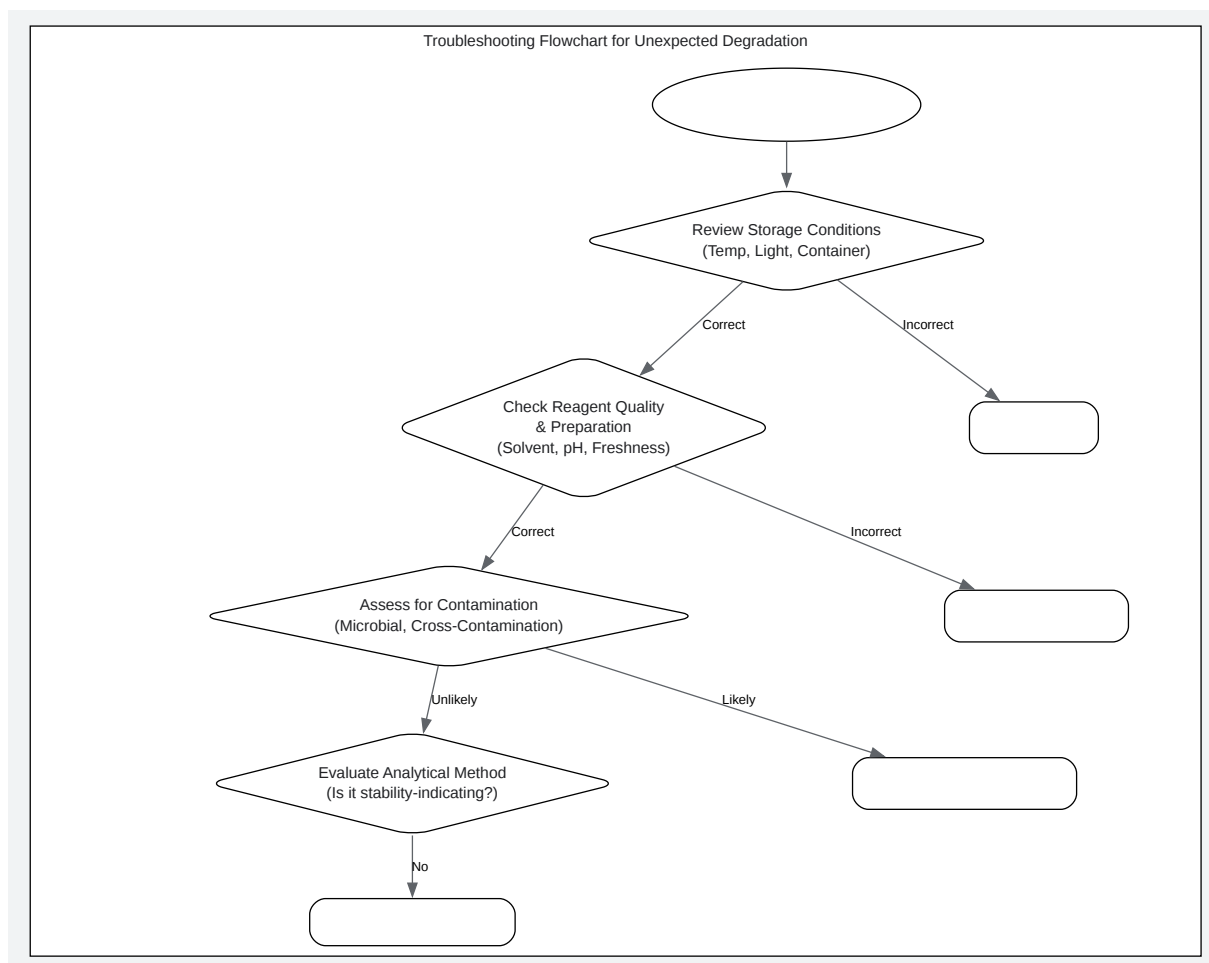 Troubleshooting Flowchart for Unexpected Degradation
Review Storage Conditions
(Temp, Light, Container)
Correct
Incorrect
Check Reagent Quality
& Preparation
(Solvent, pH, Freshness)
Correct
Incorrect
Assess for Contamination
(Microbial, Cross-Contamination)
Unlikely
Likely
Evaluate Analytical Method
(Is it stability-indicating?)
No